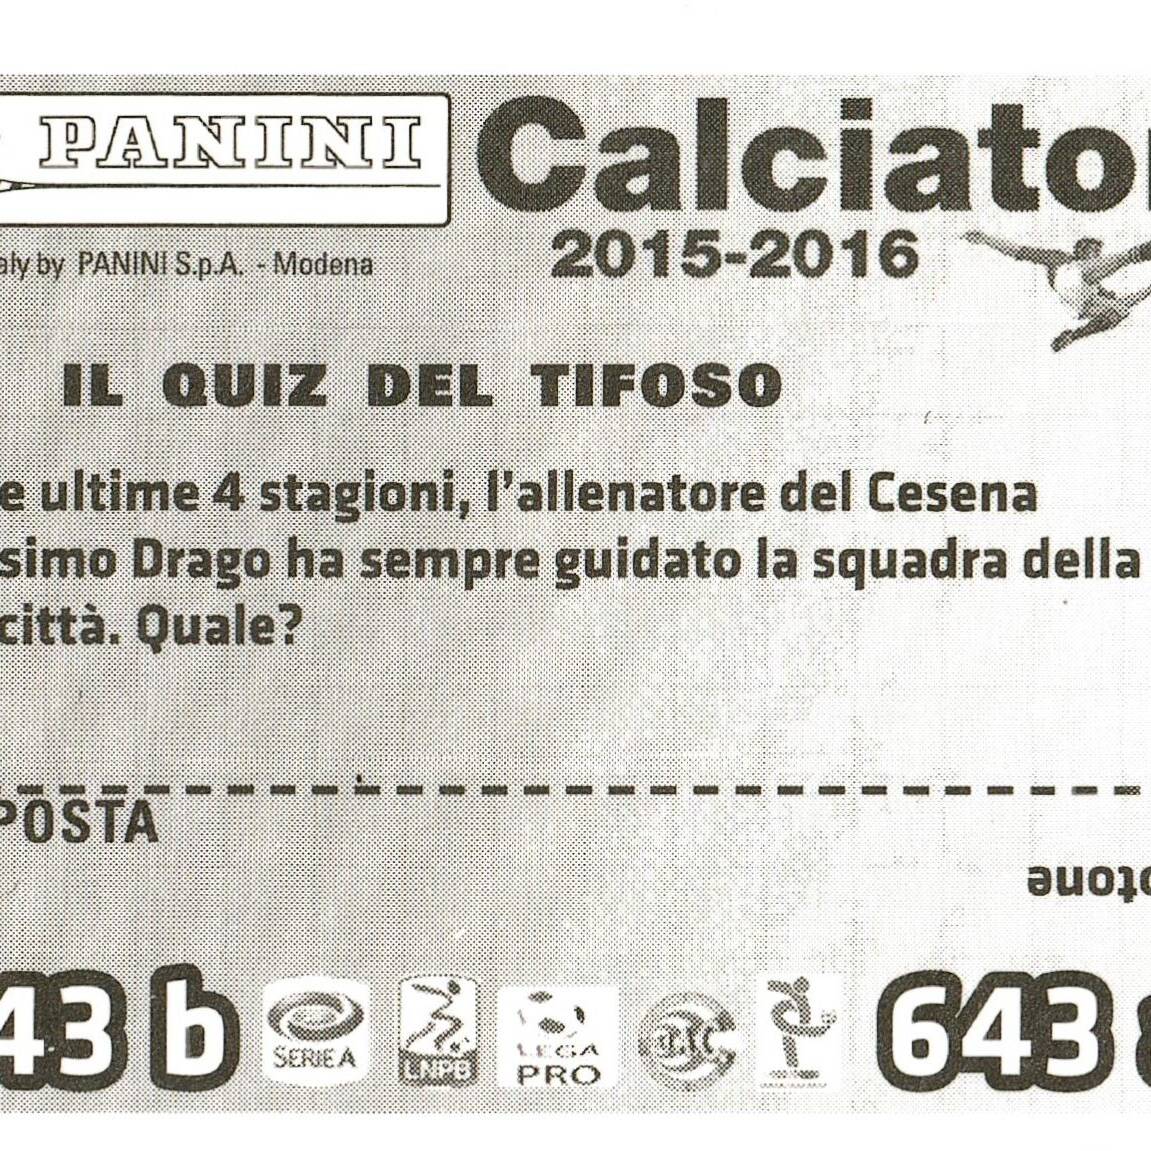 PANINI
Calciator
2015-2016
aly by PANINI S.p.A. - Modena
IL QUIZ DEL TIFOSO
e ultime 4 stagioni, l'allenatore del Cesena
simo Drago ha sempre guidato la squadra della
città. Quale?
POSTA
otone
43 b
SERIE A
LNPB
LEGA
PRO
643